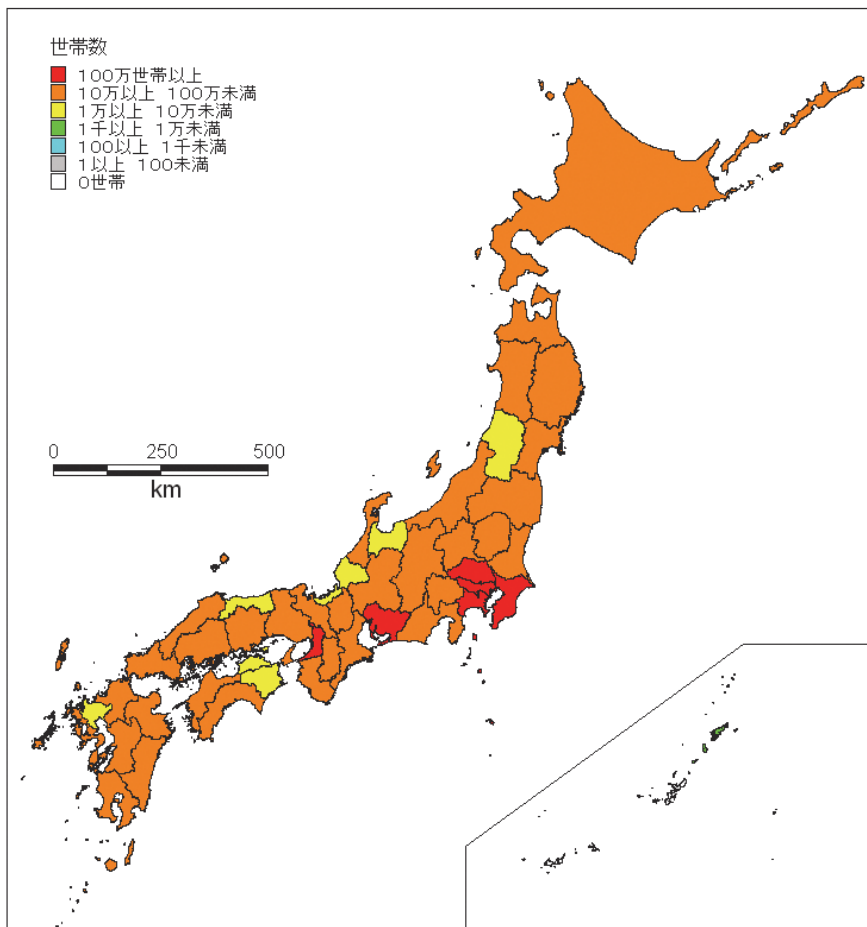 世帯数
100万世帯以上
10万以上 100万未満
1万以上 10万未満
1千以上 1万未満
100以上 1千未満
1以上 100未満
0世帯
0 250 500
km